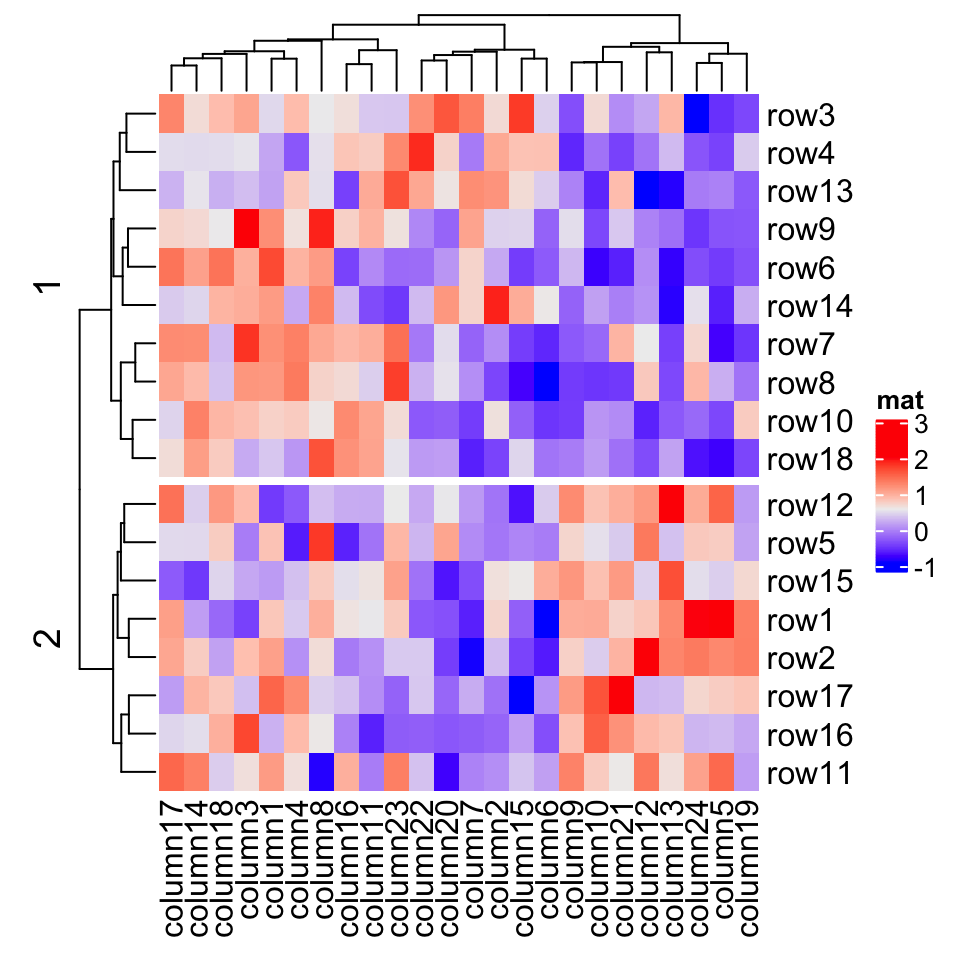 row3
row4
row13
row9
row6
row14
row7
row8
row10
row18
row12
row5
row15
row1
row2
row17
row16
row11
1
2
column17
column14
column18
column3
column1
column4
column8
column16
column11
column23
column22
column20
column7
column2
column15
column6
column9
column10
column21
column12
column13
column24
column5
column19
mat
3
2
1
0
-1